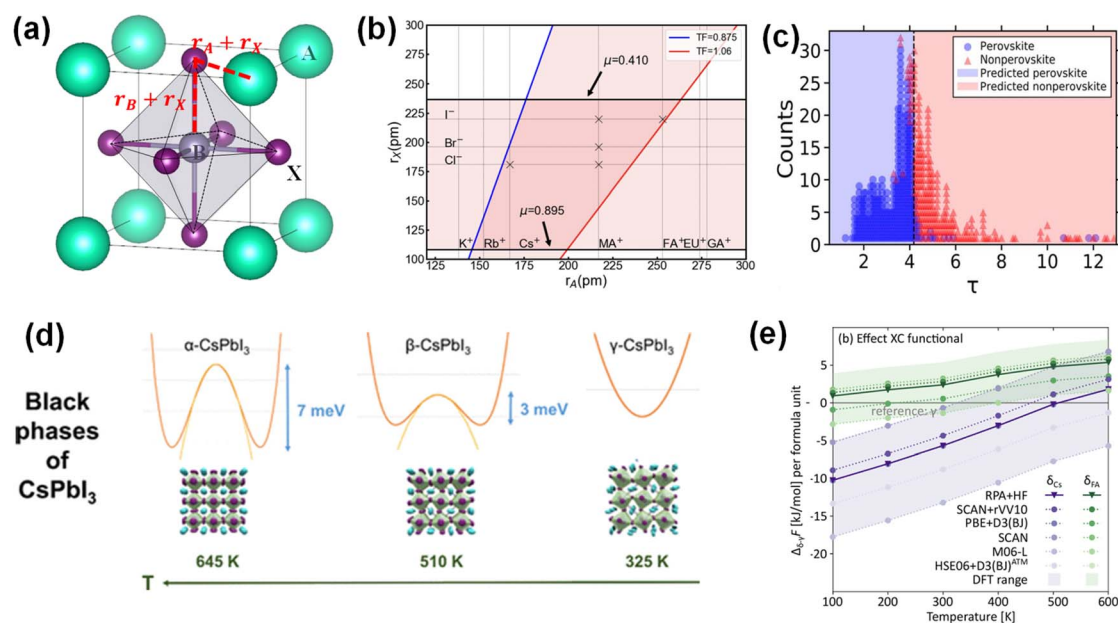 (a)
r_A + r_X
A
r_B + r_X
B
X
(b)
TF=0.875
TF=1.06
μ=0.410
I⁻
Br⁻
Cl⁻
μ=0.895
K⁺ Rb⁺ Cs⁺ MA⁺ FA⁺ EU⁺ GA⁺
r_X(pm)
300
275
250
225
200
175
150
125
100
125 150 175 200 225 250 275 300
r_A(pm)
(c)
Perovskite
Nonperovskite
Predicted perovskite
Predicted nonperovskite
Counts
30
25
20
15
10
5
0
2 4 6 8 10 12
τ
(d)
Black
phases
of
CsPbI₃
α-CsPbI₃
7 meV
645 K
β-CsPbI₃
3 meV
510 K
γ-CsPbI₃
325 K
T
(e)
(b) Effect XC functional
reference: γ
Δ_δ-γF [kJ/mol] per formula unit
5
0
-5
-10
-15
-20
δ_Cs δ_FA
RPA+HF
SCAN+rVV10
PBE+D3(BJ)
SCAN
M06-L
HSE06+D3(BJ)^ATM
DFT range
100 200 300 400 500 600
Temperature [K]